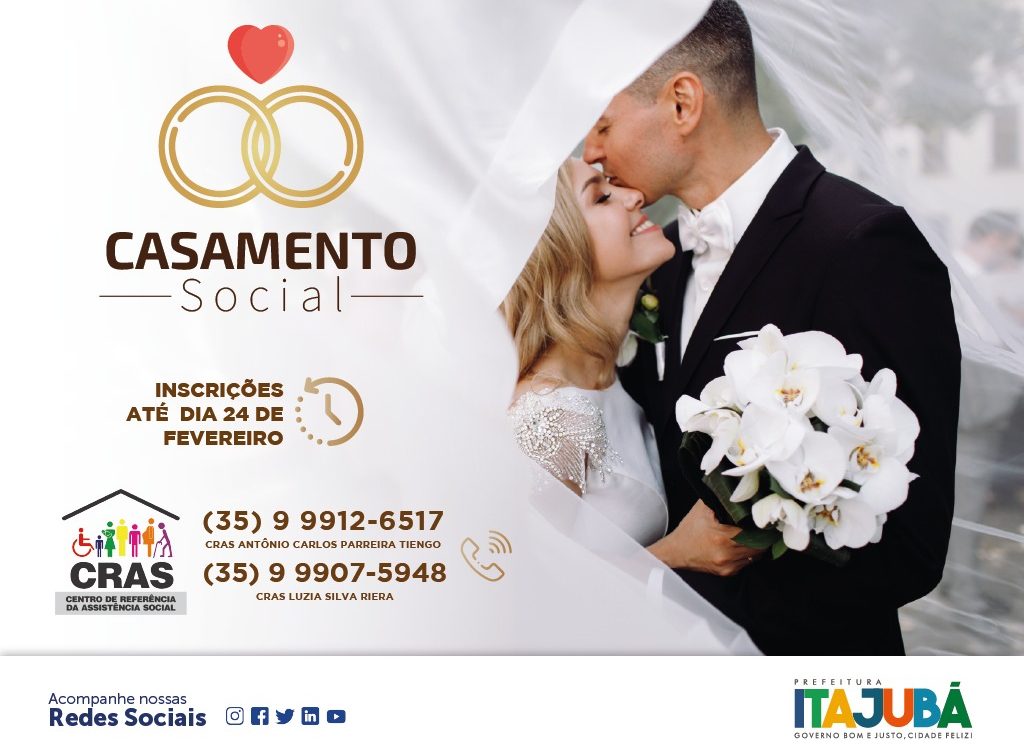 CASAMENTO
Social
INSCRIÇÕES
ATÉ DIA 24 DE
FEVEREIRO
CRAS
CENTRO DE REFERÊNCIA
DA ASSISTÊNCIA SOCIAL
(35) 9 9912-6517
CRAS ANTÔNIO CARLOS PARREIRA TIENGO
(35) 9 9907-5948
CRAS LUZIA SILVA RIERA
Acompanhe nossas
Redes Sociais
PREFEITURA
ITAJUBÁ
GOVERNO BOM E JUSTO, CIDADE FELIZ!